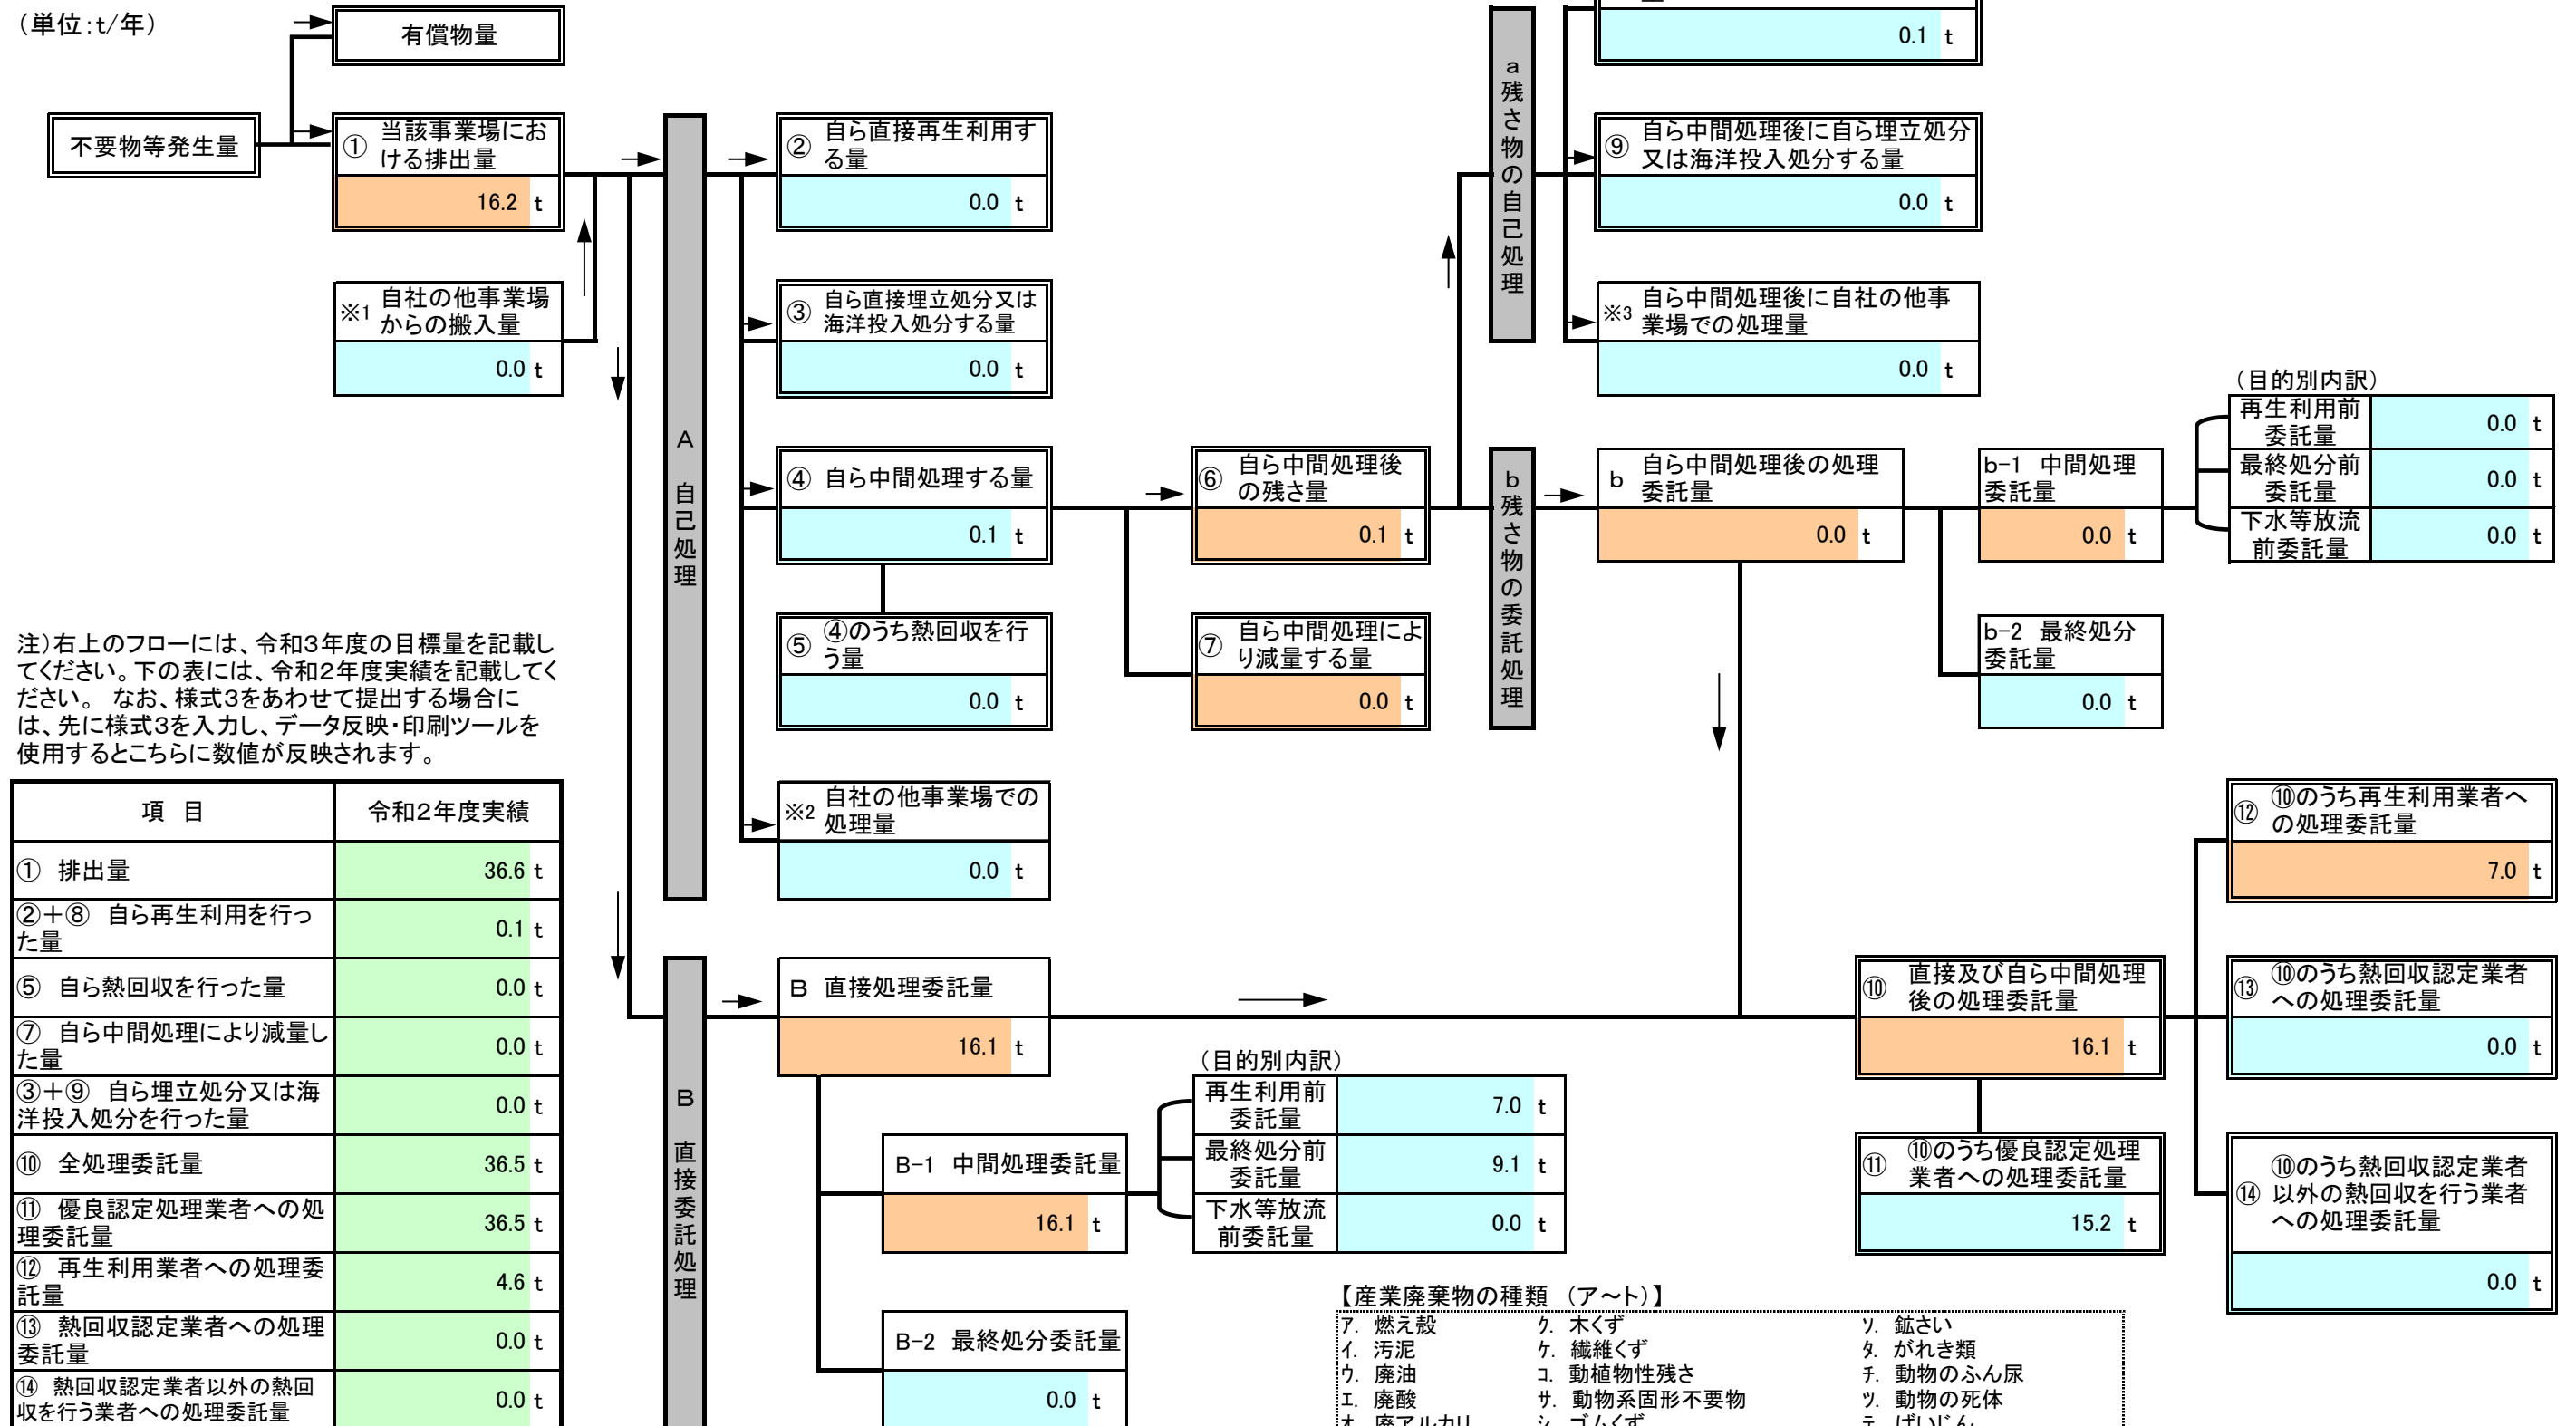 （単位：t/年）
有償物量
不要物等発生量
① 当該事業場にお
ける排出量
16.2 t
※1 自社の他事業場
からの搬入量
0.0 t
A 自己処理
② 自ら直接再生利用す
る量
0.0 t
③ 自ら直接埋立処分又は
海洋投入処分する量
0.0 t
④ 自ら中間処理する量
0.1 t
⑤ ④のうち熱回収を行
う量
0.0 t
※2 自社の他事業場での
処理量
0.0 t
⑥ 自ら中間処理後
の残さ量
0.1 t
⑦ 自ら中間処理によ
り減量する量
0.0 t
a 残さ物の自己処理
0.1 t
⑨ 自ら中間処理後に自ら埋立処分
又は海洋投入処分する量
0.0 t
※3 自ら中間処理後に自社の他事
業場での処理量
0.0 t
b 残さ物の委託処理
b 自ら中間処理後の処理
委託量
0.0 t
b-1 中間処理
委託量
0.0 t
（目的別内訳）
再生利用前
委託量
0.0 t
最終処分前
委託量
0.0 t
下水等放流
前委託量
0.0 t
b-2 最終処分
委託量
0.0 t
注）右上のフローには、令和3年度の目標量を記載し
てください。下の表には、令和2年度実績を記載してく
ださい。 なお、様式3をあわせて提出する場合に
は、先に様式3を入力し、データ反映・印刷ツールを
使用するとこちらに数値が反映されます。
項 目 令和2年度実績
① 排出量 36.6 t
②＋⑧ 自ら再生利用を行っ
た量 0.1 t
⑤ 自ら熱回収を行った量 0.0 t
⑦ 自ら中間処理により減量し
た量 0.0 t
③＋⑨ 自ら埋立処分又は海
洋投入処分を行った量 0.0 t
⑩ 全処理委託量 36.5 t
⑪ 優良認定処理業者への処
理委託量 36.5 t
⑫ 再生利用業者への処理委
託量 4.6 t
⑬ 熱回収認定業者への処理
委託量 0.0 t
⑭ 熱回収認定業者以外の熱回
収を行う業者への処理委託量 0.0 t
B 直接委託処理
B 直接処理委託量
16.1 t
B-1 中間処理委託量
16.1 t
（目的別内訳）
再生利用前
委託量
7.0 t
最終処分前
委託量
9.1 t
下水等放流
前委託量
0.0 t
B-2 最終処分委託量
0.0 t
⑩ 直接及び自ら中間処理
後の処理委託量
16.1 t
⑪ ⑩のうち優良認定処理
業者への処理委託量
15.2 t
⑫ ⑩のうち再生利用業者へ
の処理委託量
7.0 t
⑬ ⑩のうち熱回収認定業者
への処理委託量
0.0 t
⑭ ⑩のうち熱回収認定業者
以外の熱回収を行う業者
への処理委託量
0.0 t
【産業廃棄物の種類 （ア～ト）】
ア. 燃え殻 ク. 木くず ソ. 鉱さい
イ. 汚泥 ケ. 繊維くず タ. がれき類
ウ. 廃油 コ. 動植物性残さ チ. 動物のふん尿
エ. 廃酸 サ. 動物系固形不要物 ツ. 動物の死体
オ. 廃アルカリ シ. ゴムくず テ. ばいじん